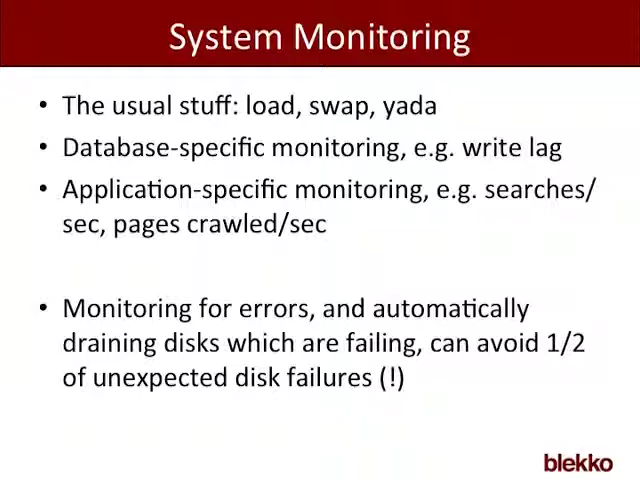 System Monitoring
• The usual stuff: load, swap, yada
• Database-specific monitoring, e.g. write lag
• Application-specific monitoring, e.g. searches/
sec, pages crawled/sec
• Monitoring for errors, and automatically
draining disks which are failing, can avoid 1/2
of unexpected disk failures (!)
blekko